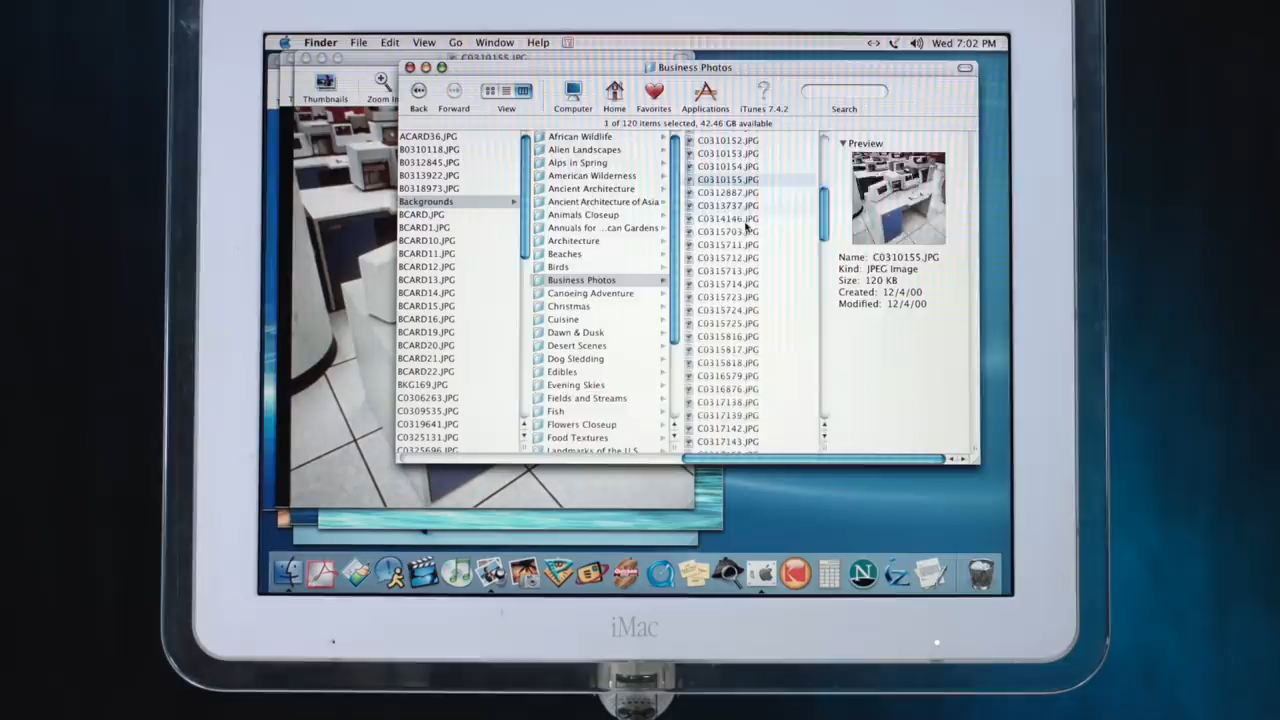 Finder File Edit View Go Window Help Wed 7:02 PM
C0310155.JPG
Business Photos
Thumbnails Zoom In
Back Forward View Computer Home Favorites Applications iTunes 7.4.2 Search
1 of 120 items selected, 42.46 GB available
ACARD36.JPG
B0310118.JPG
B0312845.JPG
B0313922.JPG
B0318973.JPG
Backgrounds
BCARD.JPG
BCARD1.JPG
BCARD10.JPG
BCARD11.JPG
BCARD12.JPG
BCARD13.JPG
BCARD14.JPG
BCARD15.JPG
BCARD16.JPG
BCARD19.JPG
BCARD20.JPG
BCARD21.JPG
BCARD22.JPG
BKG169.JPG
C0306263.JPG
C0309535.JPG
C0319641.JPG
C0325131.JPG
C0325696.JPG
African Wildlife
Alien Landscapes
Alps in Spring
American Wilderness
Ancient Architecture
Ancient Architecture of Asia
Animals Closeup
Annuals for ...can Gardens
Architecture
Beaches
Birds
Business Photos
Canoeing Adventure
Christmas
Cuisine
Dawn & Dusk
Desert Scenes
Dog Sledding
Edibles
Evening Skies
Fields and Streams
Fish
Flowers Closeup
Food Textures
Landmarks of the U.S.
C0310152.JPG
C0310153.JPG
C0310154.JPG
C0310155.JPG
C0312887.JPG
C0313737.JPG
C0314146.JPG
C0315703.JPG
C0315711.JPG
C0315712.JPG
C0315713.JPG
C0315714.JPG
C0315723.JPG
C0315724.JPG
C0315725.JPG
C0315816.JPG
C0315817.JPG
C0315818.JPG
C0316579.JPG
C0316876.JPG
C0317138.JPG
C0317139.JPG
C0317142.JPG
C0317143.JPG
Preview
Name: C0310155.JPG
Kind: JPEG Image
Size: 120 KB
Created: 12/4/00
Modified: 12/4/00
iMac